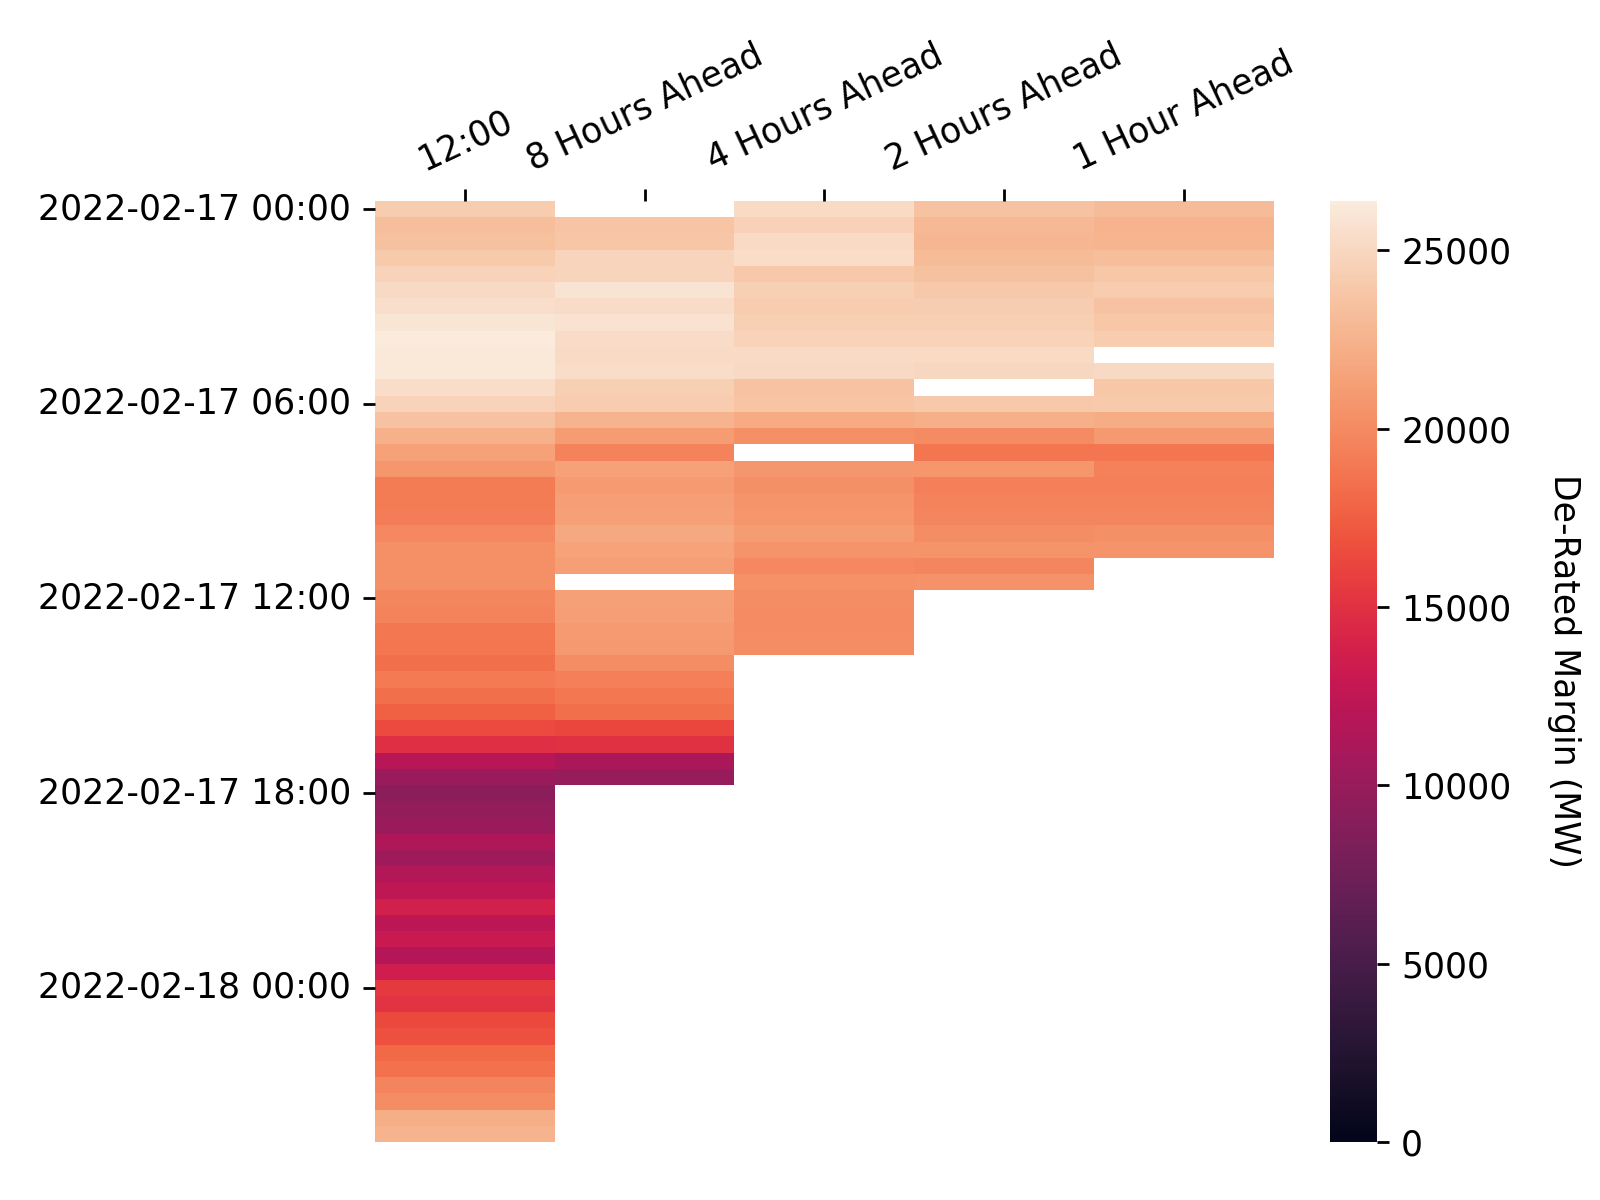 12:00
8 Hours Ahead
4 Hours Ahead
2 Hours Ahead
1 Hour Ahead
2022-02-17 00:00
2022-02-17 06:00
2022-02-17 12:00
2022-02-17 18:00
2022-02-18 00:00
25000
20000
15000
10000
5000
0
De-Rated Margin (MW)